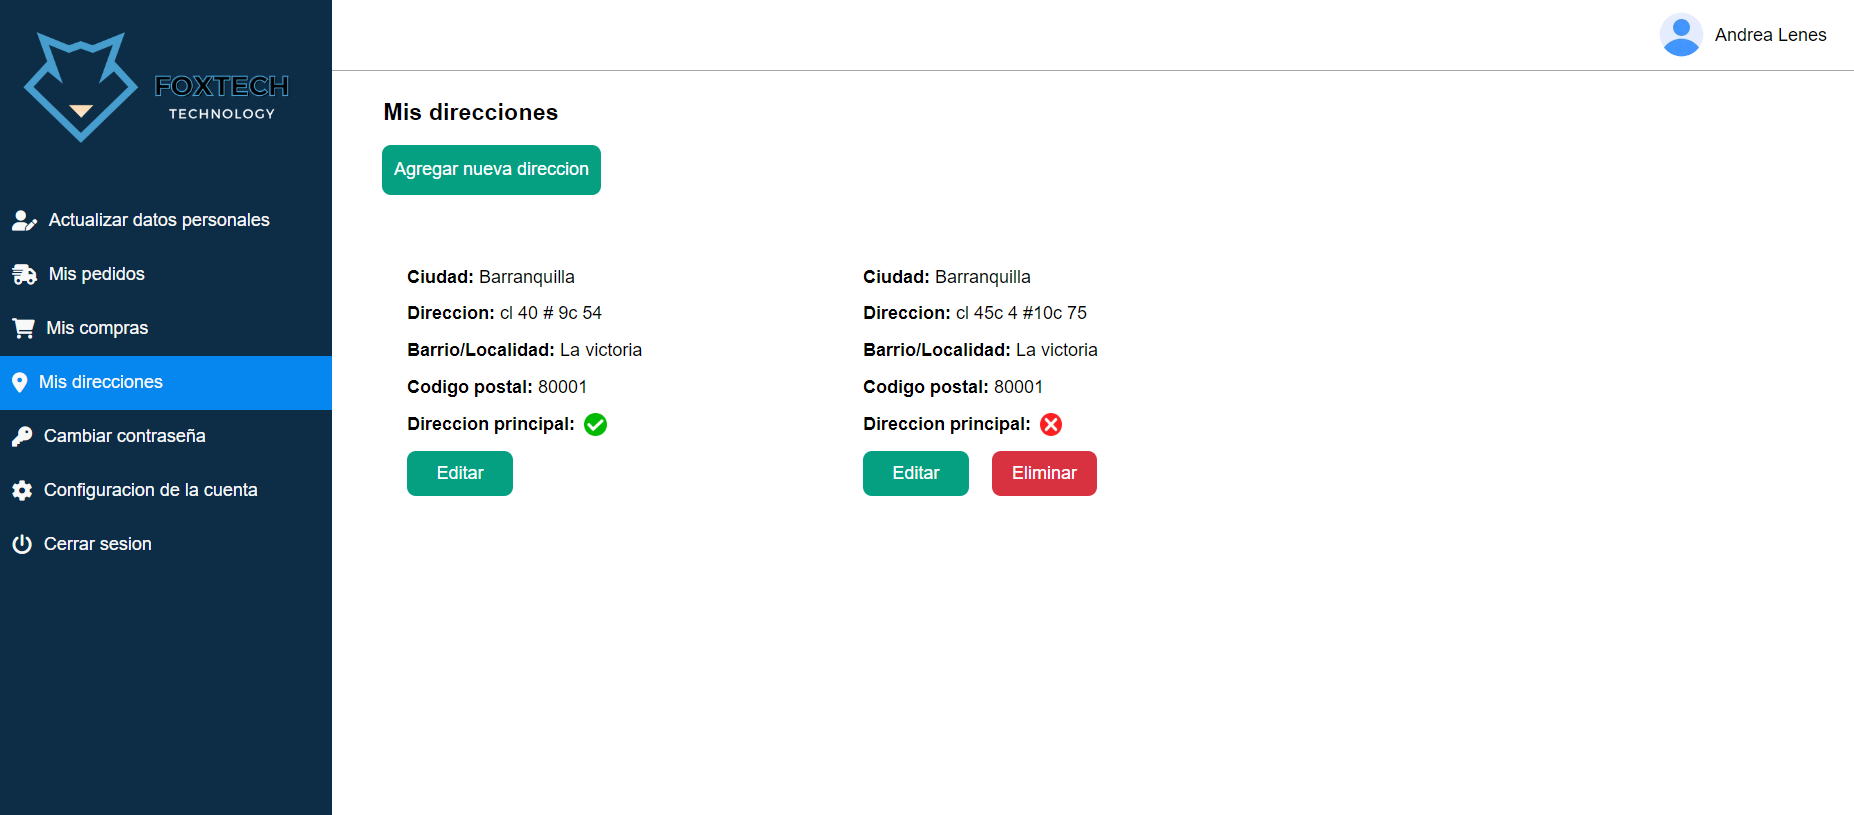 FOXTECH
TECHNOLOGY
Actualizar datos personales
Mis pedidos
Mis compras
Mis direcciones
Cambiar contraseña
Configuracion de la cuenta
Cerrar sesion
Andrea Lenes
Mis direcciones
Agregar nueva direccion
Ciudad: Barranquilla
Direccion: cl 40 # 9c 54
Barrio/Localidad: La victoria
Codigo postal: 80001
Direccion principal:
Editar
Ciudad: Barranquilla
Direccion: cl 45c 4 #10c 75
Barrio/Localidad: La victoria
Codigo postal: 80001
Direccion principal:
Editar Eliminar